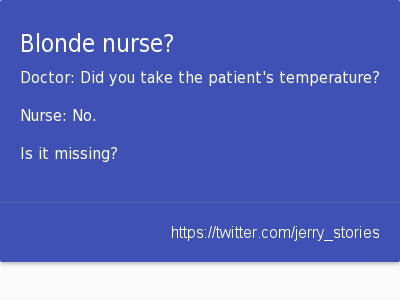 Blonde nurse?
Doctor: Did you take the patient's temperature?
Nurse: No.
Is it missing?
https://twitter.com/jerry_stories